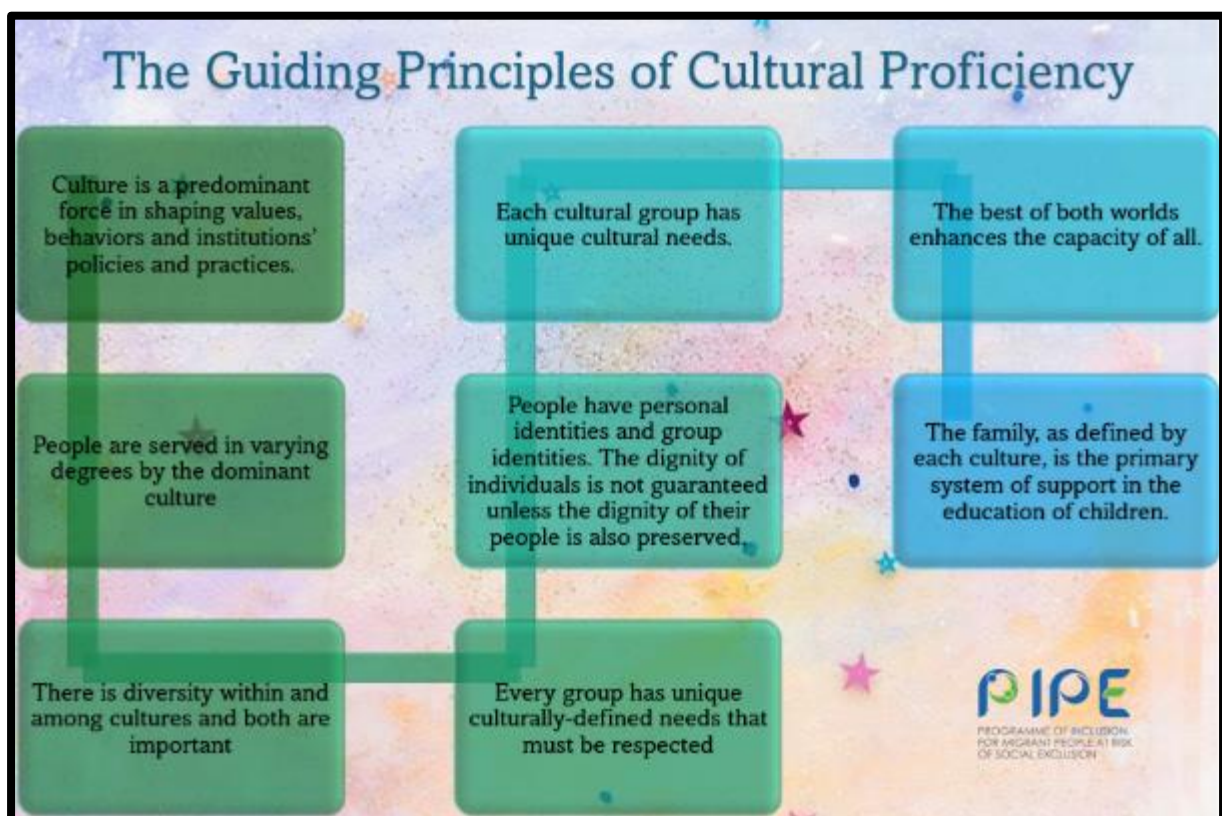 The Guiding Principles of Cultural Proficiency
Culture is a predominant
force in shaping values,
behaviors and institutions'
policies and practices.
People are served in varying
degrees by the dominant
culture
There is diversity within and
among cultures and both are
important
Every group has unique
culturally-defined needs that
must be respected
People have personal
identities and group
identities. The dignity of
individuals is not guaranteed
unless the dignity of their
people is also preserved.
Each cultural group has
unique cultural needs.
The best of both worlds
enhances the capacity of all.
The family, as defined by
each culture, is the primary
system of support in the
education of children.
PIPE
PROGRAMME OF INCLUSION
FOR MIGRANT PEOPLE AT RISK
OF SOCIAL EXCLUSION